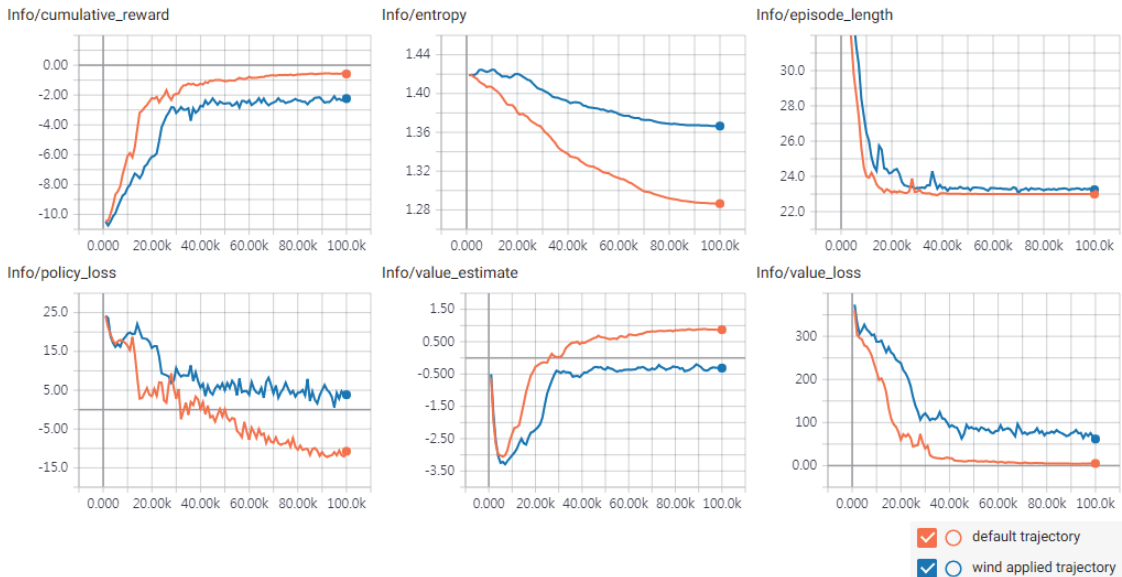 Info/cumulative_reward
Info/entropy
Info/episode_length
0.00
-2.00
-4.00
-6.00
-8.00
-10.0
0.000 20.00k 40.00k 60.00k 80.00k 100.0k
1.44
1.40
1.36
1.32
1.28
0.000 20.00k 40.00k 60.00k 80.00k 100.0k
30.0
28.0
26.0
24.0
22.0
0.000 20.00k 40.00k 60.00k 80.00k 100.0k
Info/policy_loss
Info/value_estimate
Info/value_loss
25.0
15.0
5.00
-5.00
-15.0
0.000 20.00k 40.00k 60.00k 80.00k 100.0k
1.50
0.500
-0.500
-1.50
-2.50
-3.50
0.000 20.00k 40.00k 60.00k 80.00k 100.0k
300
200
100
0.00
0.000 20.00k 40.00k 60.00k 80.00k 100.0k
default trajectory
wind applied trajectory